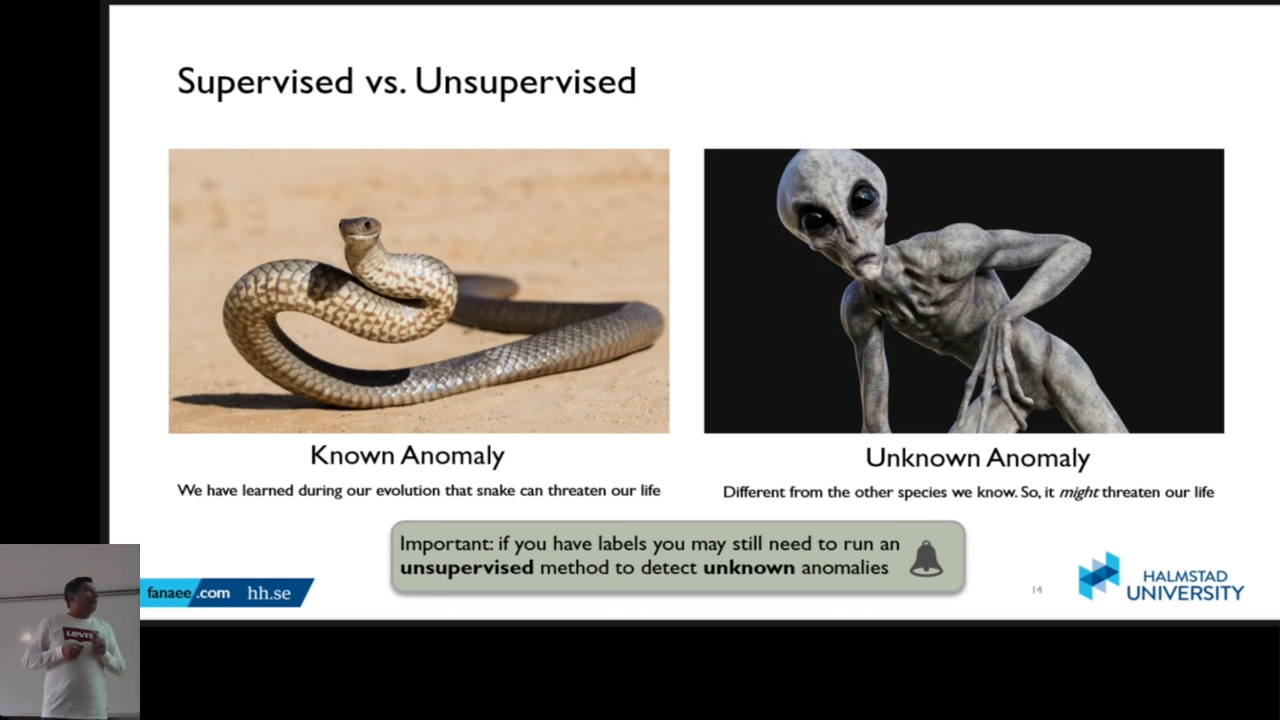 Supervised vs. Unsupervised
Known Anomaly
We have learned during our evolution that snake can threaten our life
Unknown Anomaly
Different from the other species we know. So, it might threaten our life
Important: if you have labels you may still need to run an
unsupervised method to detect unknown anomalies
fanaee.com hh.se
14
HALMSTAD
UNIVERSITY
Levi's